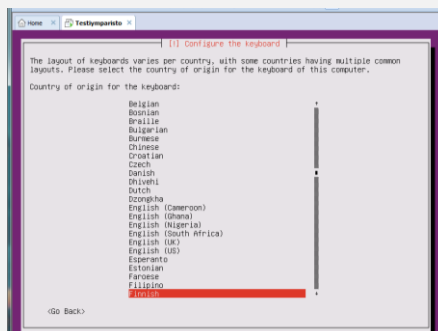 Home × Testiymparisto ×
[!] Configure the keyboard
The layout of keyboards varies per country, with some countries having multiple common
layouts. Please select the country of origin for the keyboard of this computer.
Country of origin for the keyboard:
Belgian
Bosnian
Braille
Bulgarian
Burmese
Chinese
Croatian
Czech
Danish
Dhivehi
Dutch
Dzongkha
English (Cameroon)
English (Ghana)
English (Nigeria)
English (South Africa)
English (UK)
English (US)
Esperanto
Estonian
Faroese
Filipino
Finnish
<Go Back>